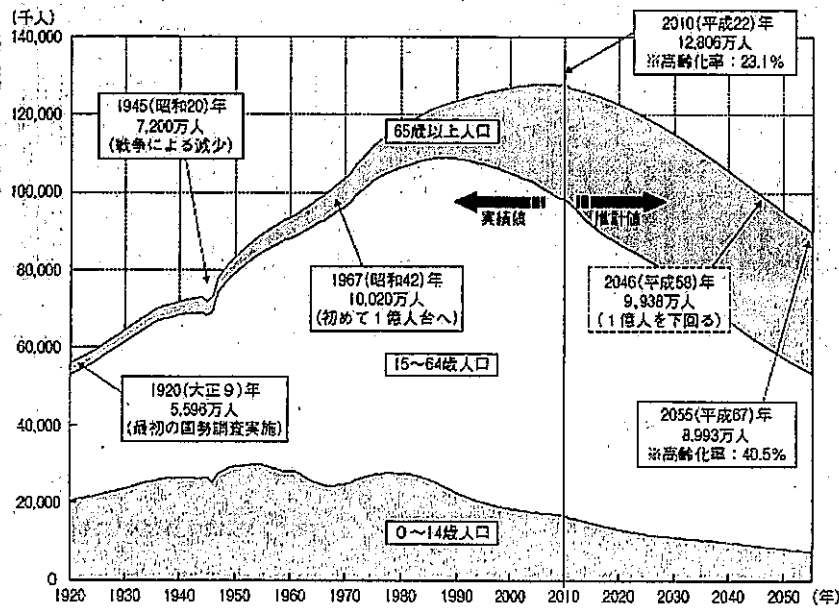 (千人)
140,000
120,000
100,000
80,000
60,000
40,000
20,000
0
2010(平成22)年
12,806万人
※高齢化率:23.1%
1945(昭和20)年
7,200万人
(戦争による減少)
65歳以上人口
実績値
推計値
1967(昭和42)年
10,020万人
(初めて1億人台へ)
2046(平成58)年
9,938万人
(1億人を下回る)
15~64歳人口
1920(大正9)年
5,596万人
(最初の国勢調査実施)
2055(平成67)年
8,993万人
※高齢化率:40.5%
0~14歳人口
1920 1930 1940 1950 1960 1970 1980 1990 2000 2010 2020 2030 2040 2050 (年)